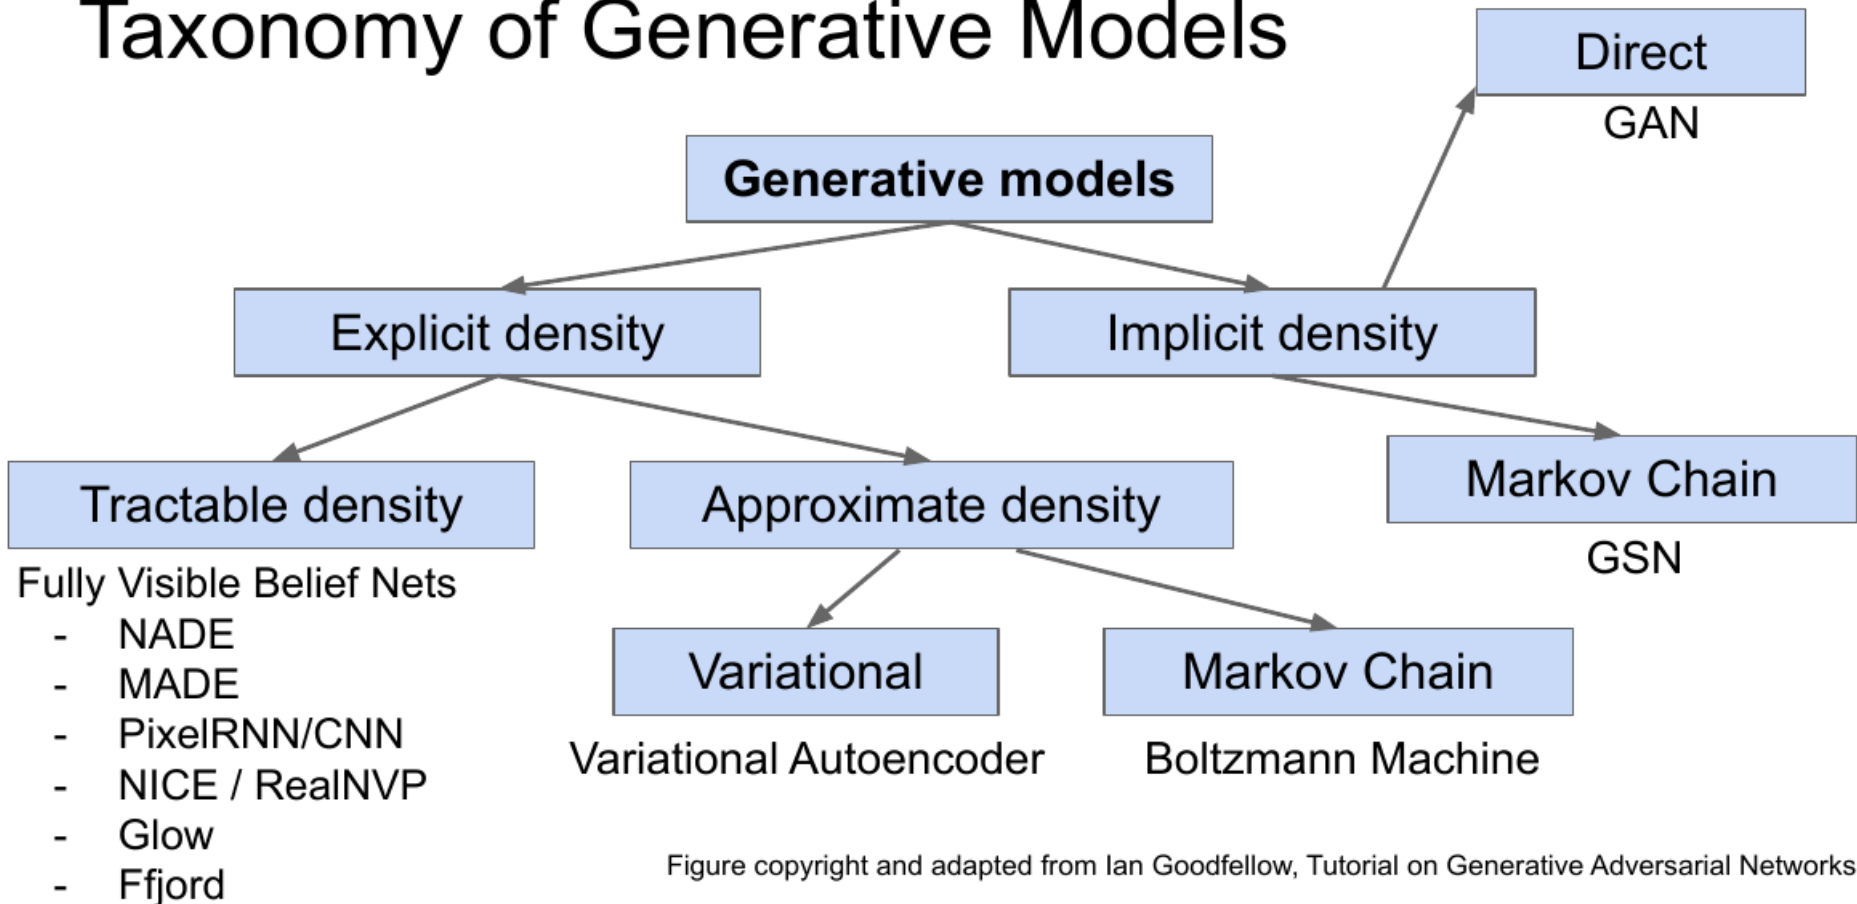 Taxonomy of Generative Models
Direct
GAN
Generative models
Explicit density
Implicit density
Tractable density
Approximate density
Markov Chain
GSN
Fully Visible Belief Nets
- NADE
- MADE
- PixelRNN/CNN
- NICE / RealNVP
- Glow
- Ffjord
Variational
Markov Chain
Variational Autoencoder
Boltzmann Machine
Figure copyright and adapted from Ian Goodfellow, Tutorial on Generative Adversarial Networks